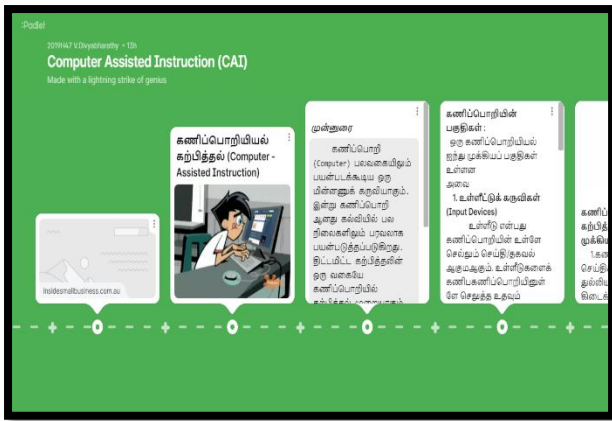 :Padlet
2019H47 V.Divyabharathy • 13h
Computer Assisted Instruction (CAI)
Made with a lightning strike of genius
Insidesmallbusiness.com.au
கணிப்பொறியியல்
கற்பித்தல் (Computer -
Assisted Instruction)
முன்னுரை
கணிப்பொறி
(Computer) பலவகையிலும்
பயன்படக்கூடிய ஒரு
மின்னணுக் கருவியாகும்.
இன்று கணிப்பொறி
ஆனது கல்வியில் பல
நிலைகளிலும் பரவலாக
பயன்படுத்தப்படுகிறது.
திட்டமிட்ட கற்பித்தலின்
ஒரு வகையே
கணிப்பொறியில்
கற்பித்தல் முறையாகும்
கணிப்பொறியின்
பகுதிகள் :
ஒரு கணிப்பொறியியல்
ஐந்து முக்கியப் பகுதிகள்
உள்ளன
அவை
1. உள்ளீட்டுக் கருவிகள்
(Input Devices)
உள்ளீடு என்பது
கணிப்பொறியின் உள்ளே
செல்லும் செய்தி/தகவல்
ஆகும்ஆகும். உள்ளீடுகளைக்
கணிபகணிப்பொறியினுள்
ளே செலுத்த உதவும்